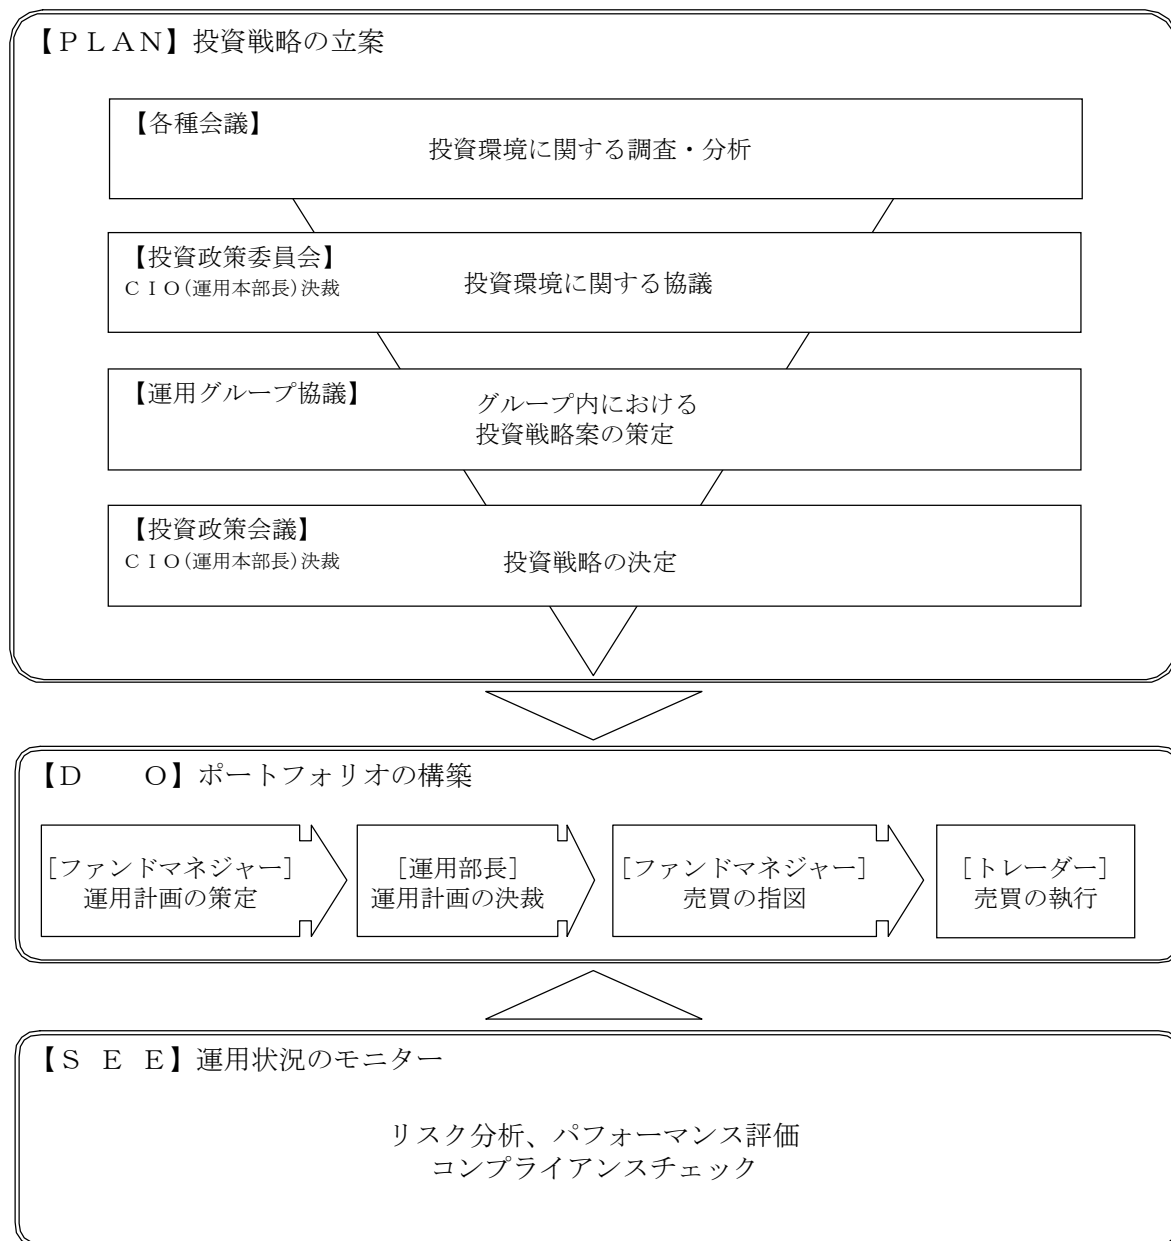 【ＰＬＡＮ】投資戦略の立案
【各種会議】
投資環境に関する調査・分析
【投資政策委員会】
ＣＩＯ(運用本部長)決裁
投資環境に関する協議
【運用グループ協議】
グループ内における
投資戦略案の策定
【投資政策会議】
ＣＩＯ(運用本部長)決裁
投資戦略の決定
【Ｄ　　Ｏ】ポートフォリオの構築
[ファンドマネジャー]
運用計画の策定
[運用部長]
運用計画の決裁
[ファンドマネジャー]
売買の指図
[トレーダー]
売買の執行
【Ｓ Ｅ Ｅ】運用状況のモニター
リスク分析、パフォーマンス評価
コンプライアンスチェック